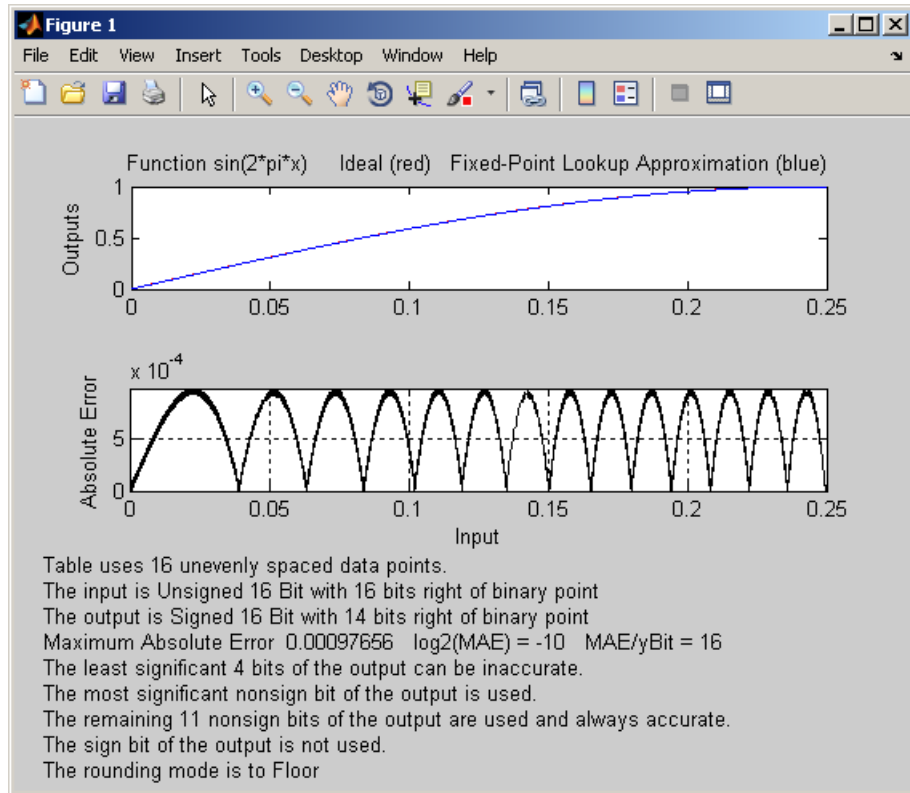 Figure 1
File Edit View Insert Tools Desktop Window Help
Function sin(2*pi*x) Ideal (red) Fixed-Point Lookup Approximation (blue)
1
0.5
0
Outputs
0 0.05 0.1 0.15 0.2 0.25
x 10^-4
5
0
Absolute Error
0 0.05 0.1 0.15 0.2 0.25
Input
Table uses 16 unevenly spaced data points.
The input is Unsigned 16 Bit with 16 bits right of binary point
The output is Signed 16 Bit with 14 bits right of binary point
Maximum Absolute Error 0.00097656 log2(MAE) = -10 MAE/yBit = 16
The least significant 4 bits of the output can be inaccurate.
The most significant nonsign bit of the output is used.
The remaining 11 nonsign bits of the output are used and always accurate.
The sign bit of the output is not used.
The rounding mode is to Floor